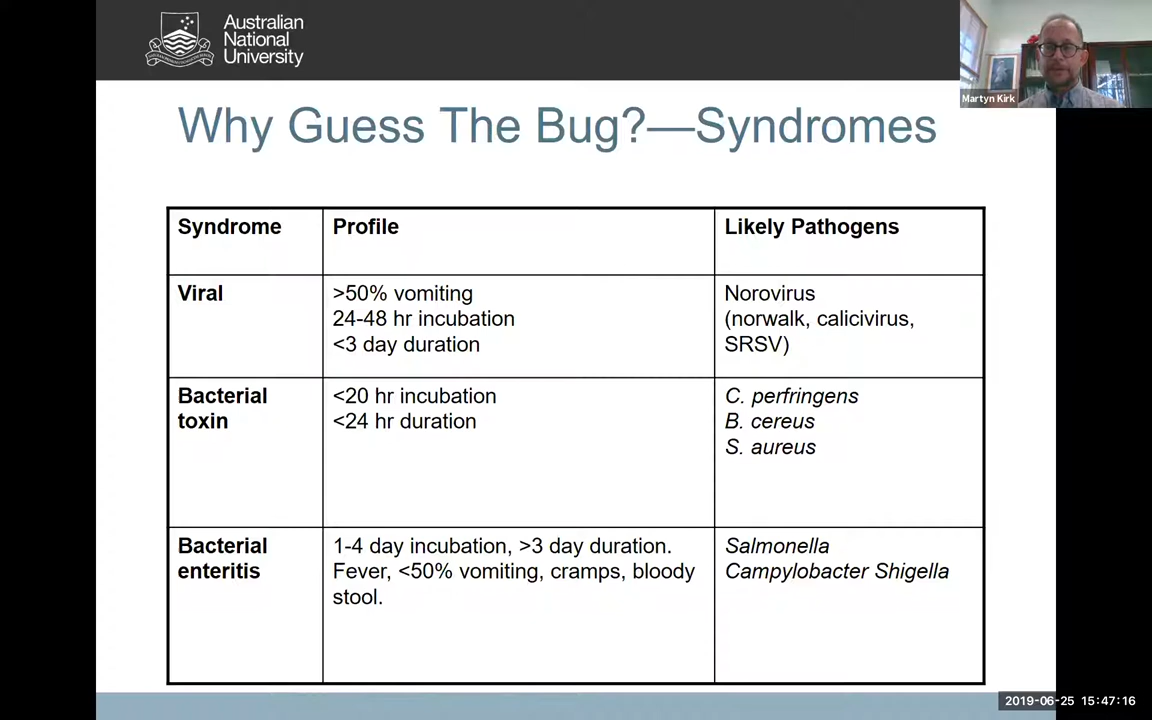 Australian
National
University
Martyn Kirk
Why Guess The Bug?—Syndromes
Syndrome
Profile
Likely Pathogens
Viral
>50% vomiting
24-48 hr incubation
<3 day duration
Norovirus
(norwalk, calicivirus,
SRSV)
Bacterial
toxin
<20 hr incubation
<24 hr duration
C. perfringens
B. cereus
S. aureus
Bacterial
enteritis
1-4 day incubation, >3 day duration.
Fever, <50% vomiting, cramps, bloody
stool.
Salmonella
Campylobacter Shigella
2019-06-25 15:47:16